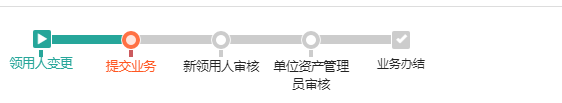 领用人变更
提交业务
新领用人审核
单位资产管理
员审核
业务办结